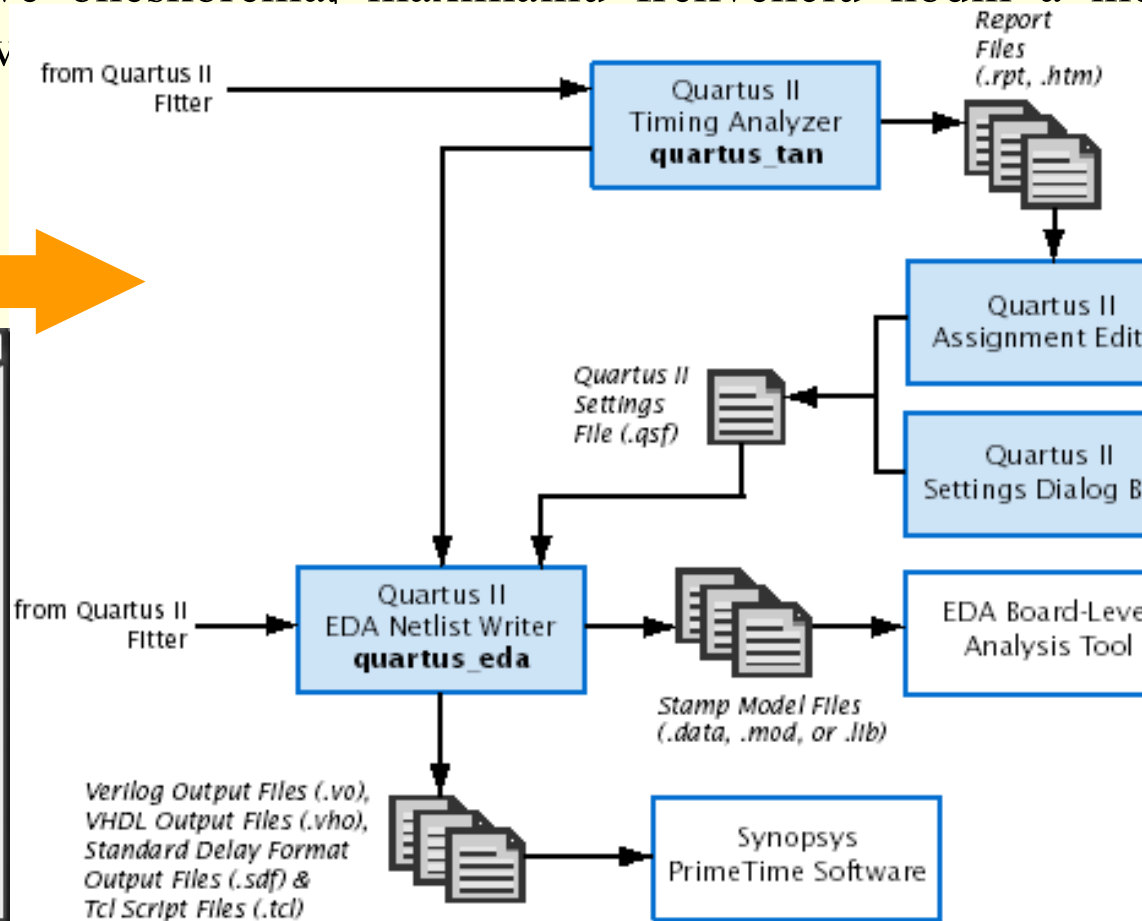 Report
Files
(.rpt, .htm)
from Quartus II
Fitter
Quartus II
Timing Analyzer
quartus_tan
Quartus II
Assignment Edit
Quartus II
Settings
File (.qsf)
Quartus II
Settings Dialog B
from Quartus II
Fitter
Quartus II
EDA Netlist Writer
quartus_eda
EDA Board-Leve
Analysis Tool
Stamp Model Files
(.data, .mod, or .lib)
Verilog Output Files (.vo),
VHDL Output Files (.vho),
Standard Delay Format
Output Files (.sdf) &
Tcl Script Files (.tcl)
Synopsys
PrimeTime Software